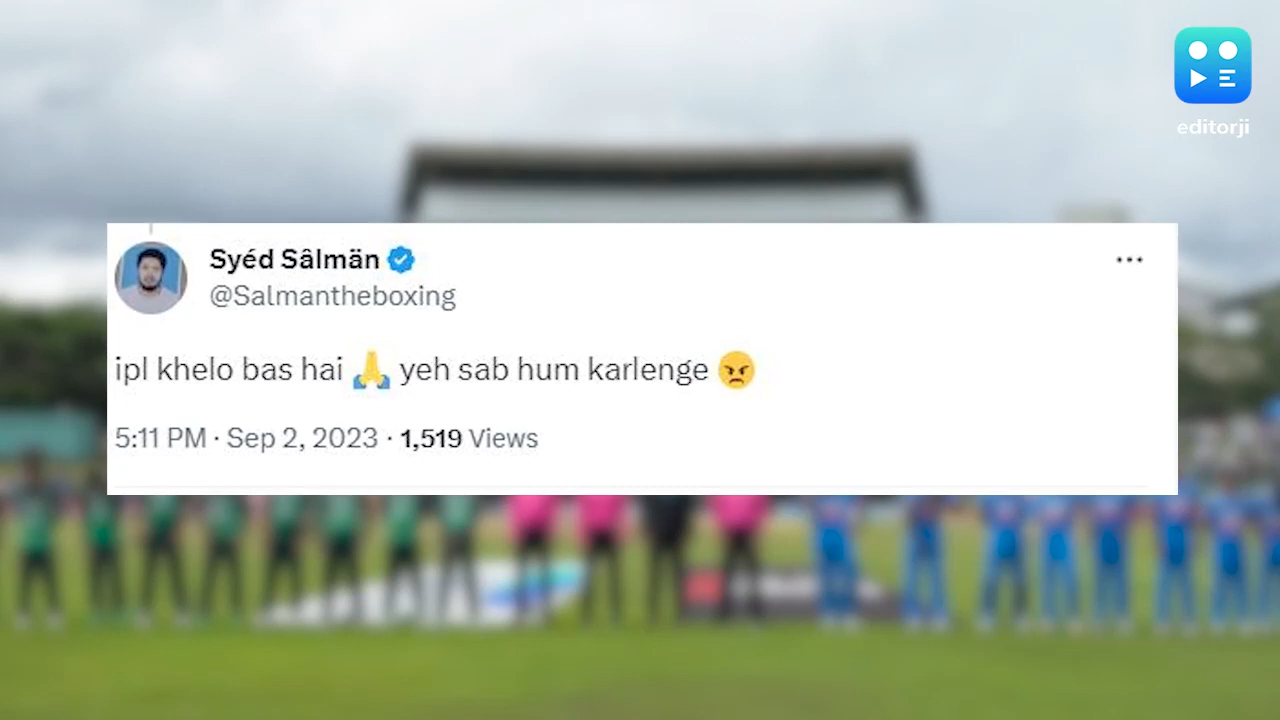 editorji
Syéd Sâlmän
@Salmantheboxing
ipl khelo bas hai 🙏 yeh sab hum karlenge 😠
5:11 PM · Sep 2, 2023 · 1,519 Views